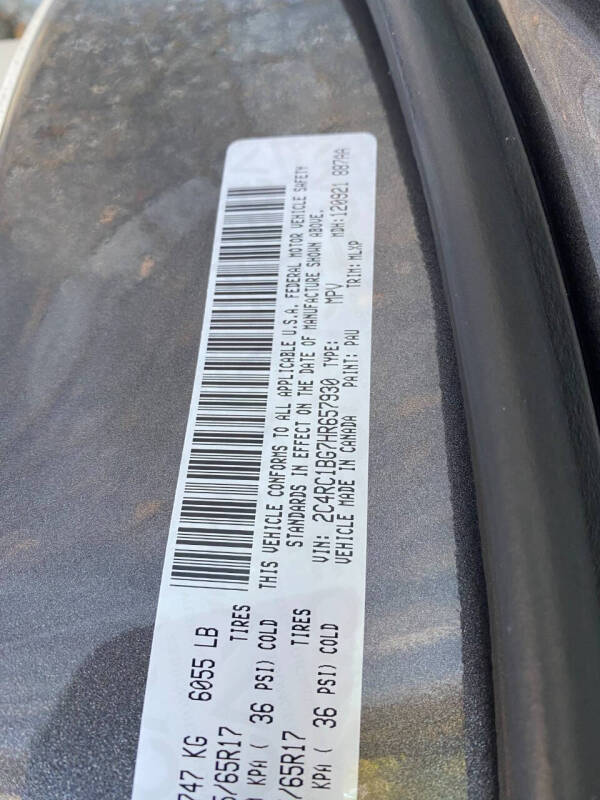 747 KG 6055 LB
/65R17 TIRES
KPA ( 36 PSI) COLD
/65R17 TIRES
KPA ( 36 PSI) COLD
THIS VEHICLE CONFORMS TO ALL APPLICABLE U.S.A. FEDERAL MOTOR VEHICLE SAFETY
STANDARDS IN EFFECT ON THE DATE OF MANUFACTURE SHOWN ABOVE.
VIN: 2C4RC1BG7HR657930 TYPE: MPV MDH:120921 887AA
VEHICLE MADE IN CANADA PAINT: PAU TRIM: MLXP